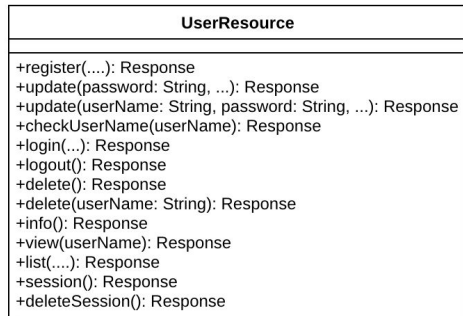 UserResource
+register(....): Response
+update(password: String, ...): Response
+update(userName: String, password: String, ...): Response
+checkUserName(userName): Response
+login(...): Response
+logout(): Response
+delete(): Response
+delete(userName: String): Response
+info(): Response
+view(userName): Response
+list(....): Response
+session(): Response
+deleteSession(): Response